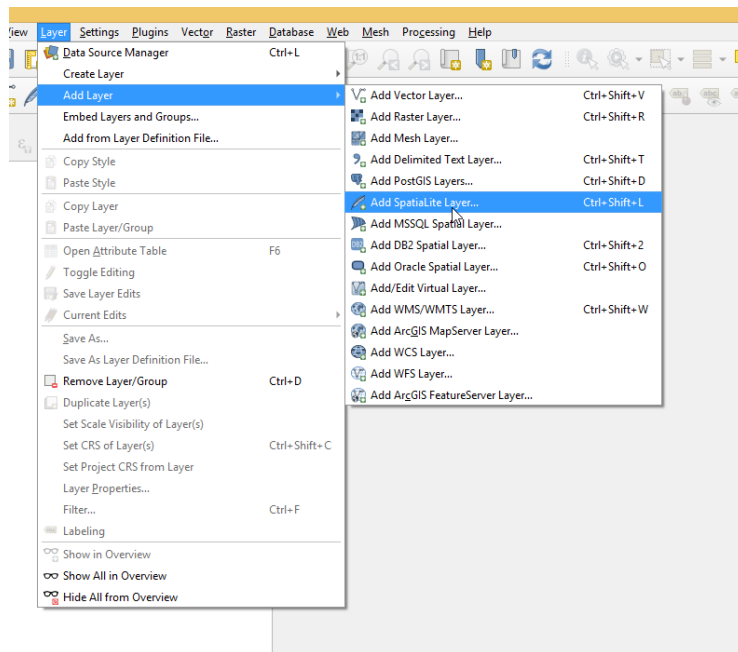 View Layer Settings Plugins Vector Raster Database Web Mesh Processing Help
Data Source Manager Ctrl+L
Create Layer
Add Layer
Embed Layers and Groups...
Add from Layer Definition File...
Copy Style
Paste Style
Copy Layer
Paste Layer/Group
Open Attribute Table F6
Toggle Editing
Save Layer Edits
Current Edits
Save As...
Save As Layer Definition File...
Remove Layer/Group Ctrl+D
Duplicate Layer(s)
Set Scale Visibility of Layer(s)
Set CRS of Layer(s) Ctrl+Shift+C
Set Project CRS from Layer
Layer Properties...
Filter... Ctrl+F
Labeling
Show in Overview
Show All in Overview
Hide All from Overview
Add Vector Layer... Ctrl+Shift+V
Add Raster Layer... Ctrl+Shift+R
Add Mesh Layer...
Add Delimited Text Layer... Ctrl+Shift+T
Add PostGIS Layers... Ctrl+Shift+D
Add SpatiaLite Layer... Ctrl+Shift+L
Add MSSQL Spatial Layer...
Add DB2 Spatial Layer... Ctrl+Shift+2
Add Oracle Spatial Layer... Ctrl+Shift+O
Add/Edit Virtual Layer...
Add WMS/WMTS Layer... Ctrl+Shift+W
Add ArcGIS MapServer Layer...
Add WCS Layer...
Add WFS Layer...
Add ArcGIS FeatureServer Layer...